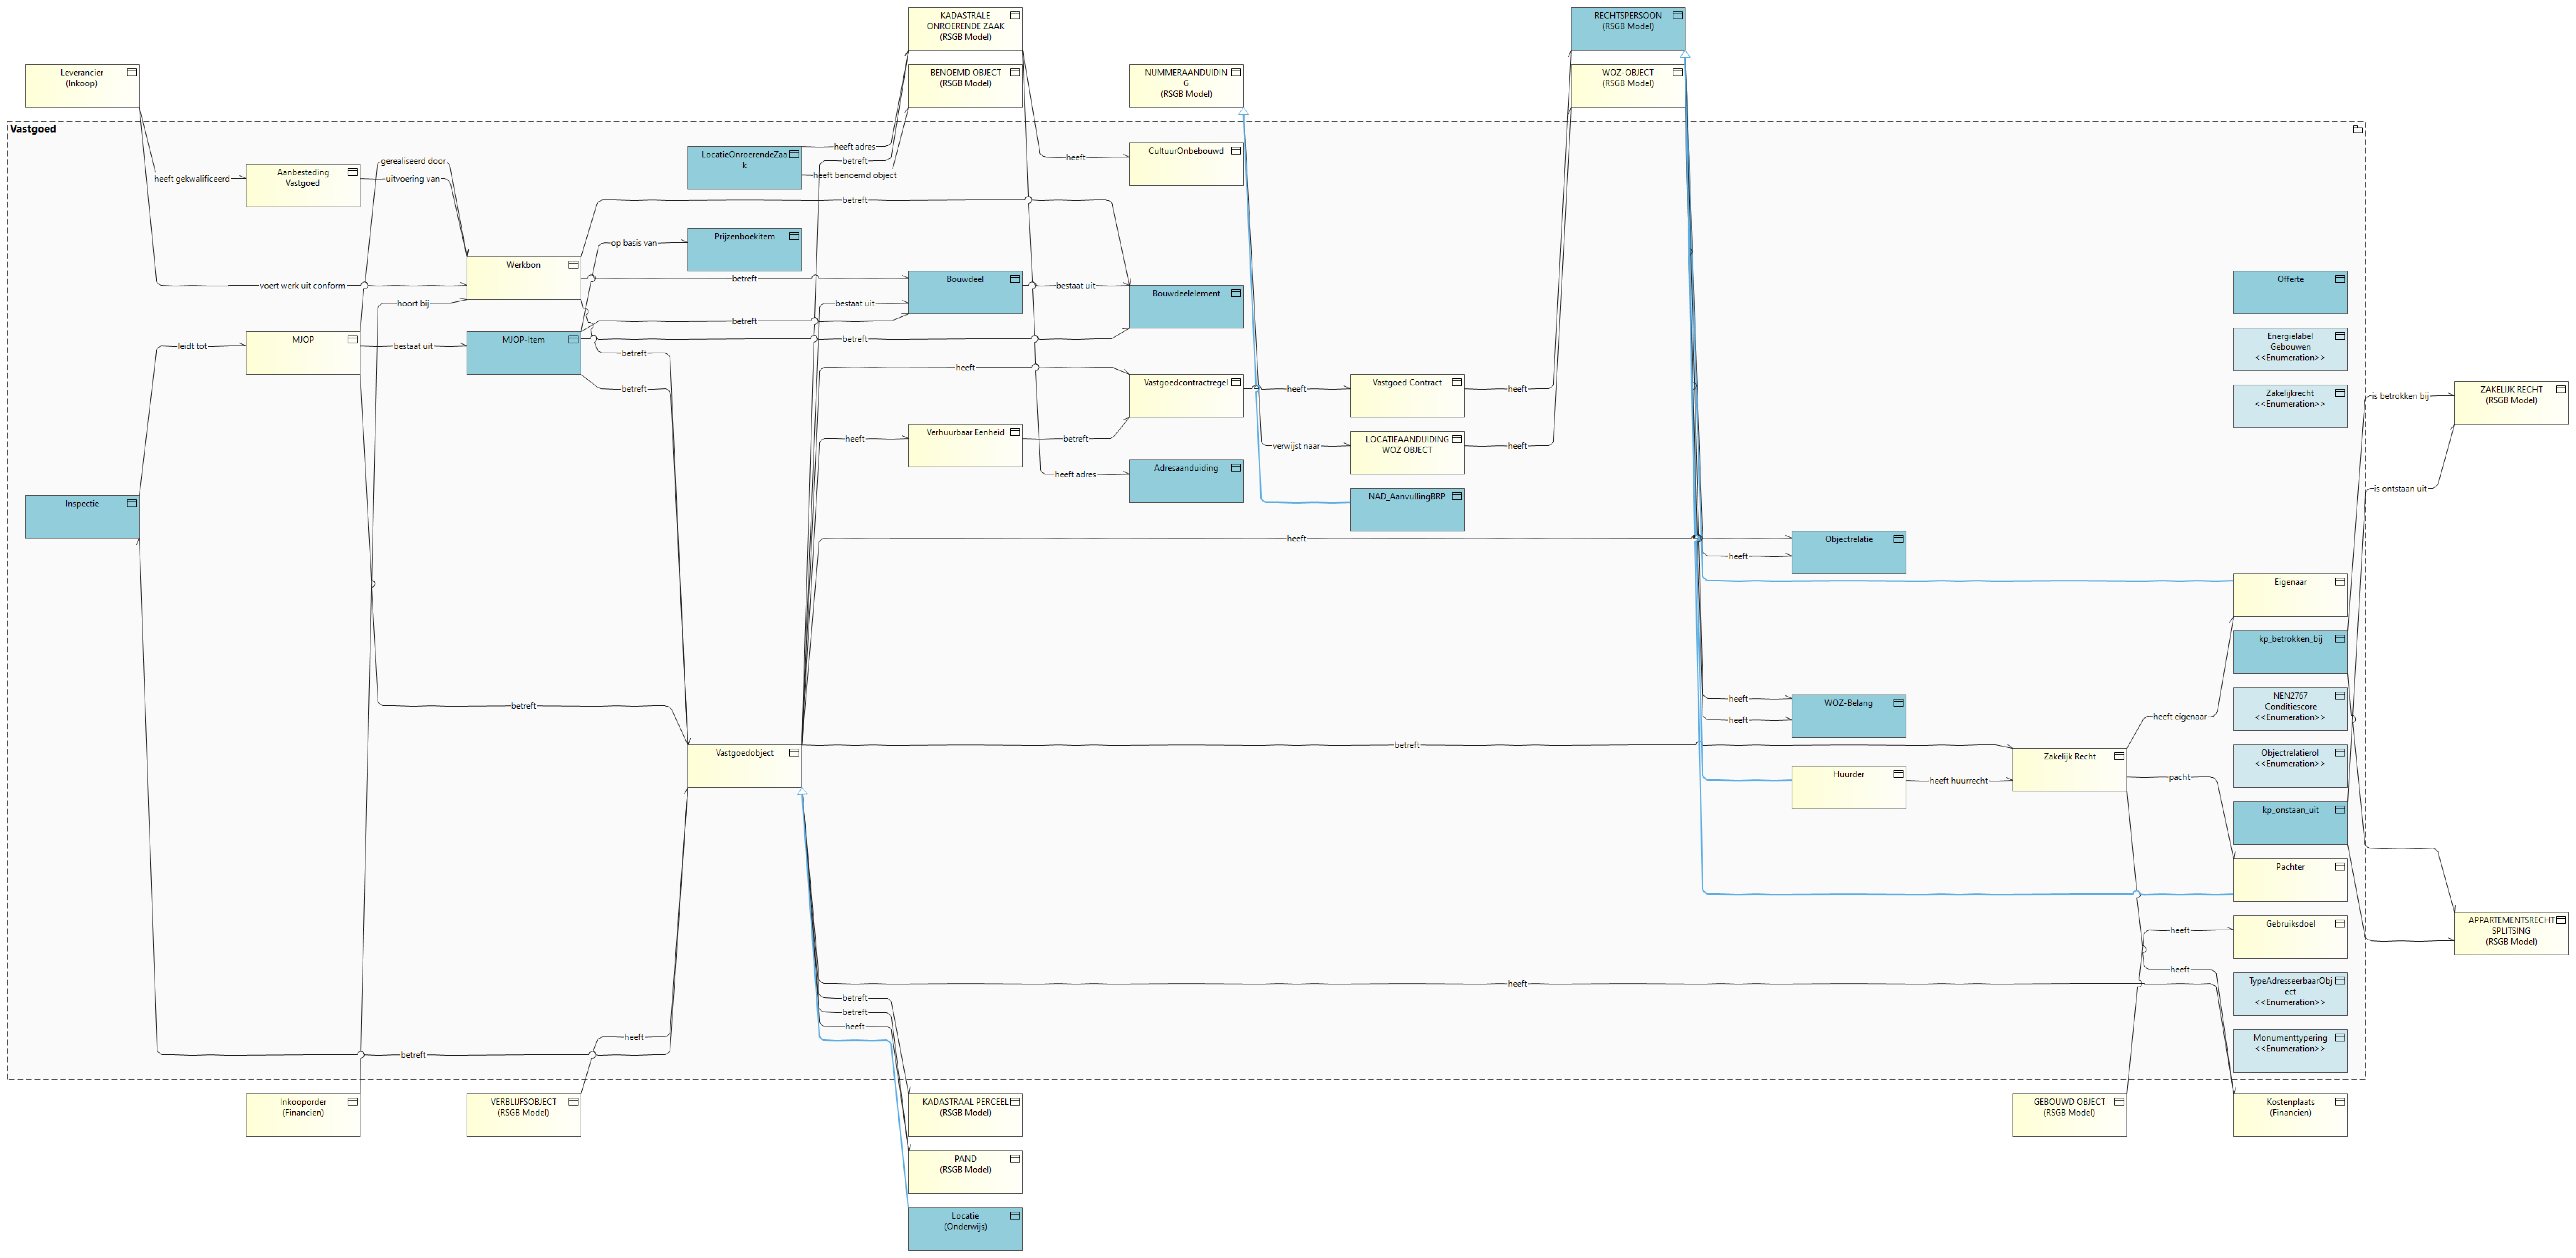 KADASTRALE
ONROERENDE ZAAK
(RSGB Model)
RECHTSPERSOON
(RSGB Model)
Leverancier
(Inkoop)
BENOEMD OBJECT
(RSGB Model)
NUMMERAANDUIDIN
G
(RSGB Model)
WOZ-OBJECT
(RSGB Model)
Vastgoed
heeft gekwalificeerd
Aanbesteding
Vastgoed
gerealiseerd door
uitvoering van
LocatieOnroerendeZaa
k
heeft adres
betreft
heeft benoemd object
heeft
CultuurOnbebouwd
betreft
op basis van
Prijzenboekitem
Werkbon
voert werk uit conform
hoort bij
betreft
Bouwdeel
bestaat uit
bestaat uit
Bouwdeelelement
betreft
betreft
Offerte
Energielabel
Gebouwen
<<Enumeration>>
Zakelijkrecht
<<Enumeration>>
leidt tot
MJOP
bestaat uit
MJOP-Item
betreft
betreft
heeft
Vastgoedcontractregel
heeft
Vastgoed Contract
heeft
is betrokken bij
ZAKELIJK RECHT
(RSGB Model)
heeft
Verhuurbaar Eenheid
betreft
verwijst naar
LOCATIEAANDUIDING
WOZ OBJECT
heeft
heeft adres
Adresaanduiding
NAD_AanvullingBRP
is ontstaan uit
Inspectie
heeft
Objectrelatie
heeft
Eigenaar
kp_betrokken_bij
NEN2767
Conditiescore
<<Enumeration>>
betreft
heeft
WOZ-Belang
heeft
heeft eigenaar
Vastgoedobject
betreft
Zakelijk Recht
Objectrelatierol
<<Enumeration>>
Huurder
heeft huurrecht
pacht
kp_onstaan_uit
Pachter
Gebruiksdoel
heeft
APPARTEMENTSRECHT
SPLITSING
(RSGB Model)
heeft
heeft
TypeAdresseerbaarObj
ect
<<Enumeration>>
betreft
betreft
heeft
heeft
betreft
Monumenttypering
<<Enumeration>>
Inkooporder
(Financien)
VERBLIJFSOBJECT
(RSGB Model)
KADASTRAAL PERCEEL
(RSGB Model)
GEBOUWD OBJECT
(RSGB Model)
Kostenplaats
(Financien)
PAND
(RSGB Model)
Locatie
(Onderwijs)